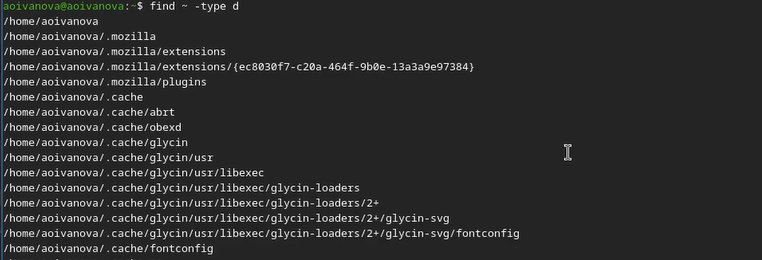 aoivanova@aoivanova:~$ find ~ -type d
/home/aoivanova
/home/aoivanova/.mozilla
/home/aoivanova/.mozilla/extensions
/home/aoivanova/.mozilla/extensions/{ec8030f7-c20a-464f-9b0e-13a3a9e97384}
/home/aoivanova/.mozilla/plugins
/home/aoivanova/.cache
/home/aoivanova/.cache/abrt
/home/aoivanova/.cache/obexd
/home/aoivanova/.cache/glycin
/home/aoivanova/.cache/glycin/usr
/home/aoivanova/.cache/glycin/usr/libexec
/home/aoivanova/.cache/glycin/usr/libexec/glycin-loaders
/home/aoivanova/.cache/glycin/usr/libexec/glycin-loaders/2+
/home/aoivanova/.cache/glycin/usr/libexec/glycin-loaders/2+/glycin-svg
/home/aoivanova/.cache/glycin/usr/libexec/glycin-loaders/2+/glycin-svg/fontconfig
/home/aoivanova/.cache/fontconfig